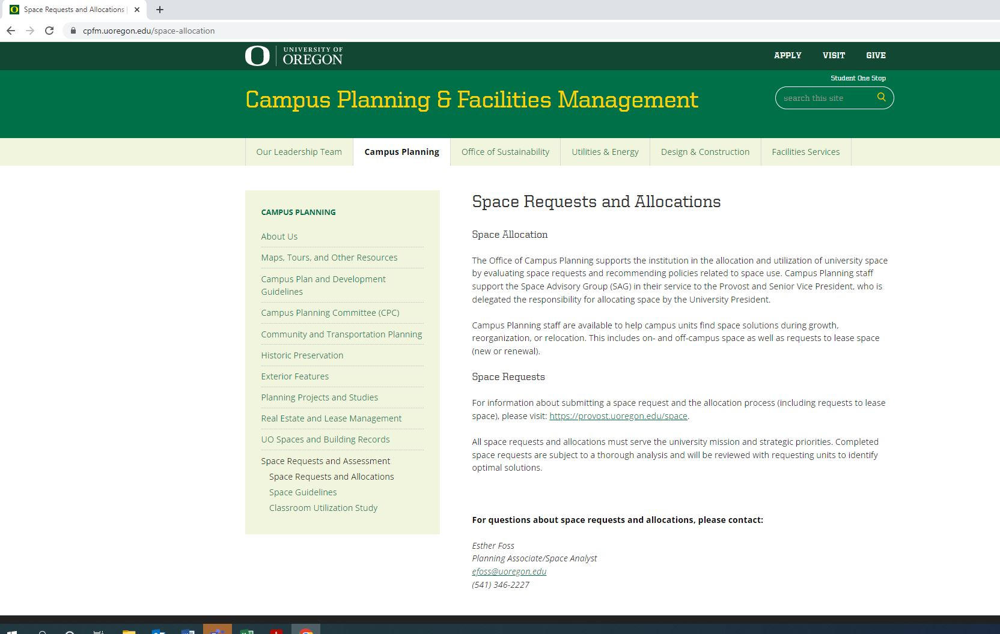 Space Requests and Allocations |
cpfm.uoregon.edu/space-allocation
UNIVERSITY OF
OREGON
APPLY VISIT GIVE
Student One Stop
Campus Planning & Facilities Management
search this site
Our Leadership Team Campus Planning Office of Sustainability Utilities & Energy Design & Construction Facilities Services
CAMPUS PLANNING
About Us
Maps, Tours, and Other Resources
Campus Plan and Development
Guidelines
Campus Planning Committee (CPC)
Community and Transportation Planning
Historic Preservation
Exterior Features
Planning Projects and Studies
Real Estate and Lease Management
UO Spaces and Building Records
Space Requests and Assessment
Space Requests and Allocations
Space Guidelines
Classroom Utilization Study
Space Requests and Allocations
Space Allocation
The Office of Campus Planning supports the institution in the allocation and utilization of university space
by evaluating space requests and recommending policies related to space use. Campus Planning staff
support the Space Advisory Group (SAG) in their service to the Provost and Senior Vice President, who is
delegated the responsibility for allocating space by the University President.
Campus Planning staff are available to help campus units find space solutions during growth,
reorganization, or relocation. This includes on- and off-campus space as well as requests to lease space
(new or renewal).
Space Requests
For information about submitting a space request and the allocation process (including requests to lease
space), please visit: https://provost.uoregon.edu/space.
All space requests and allocations must serve the university mission and strategic priorities. Completed
space requests are subject to a thorough analysis and will be reviewed with requesting units to identify
optimal solutions.
For questions about space requests and allocations, please contact:
Esther Foss
Planning Associate/Space Analyst
efoss@uoregon.edu
(541) 346-2227